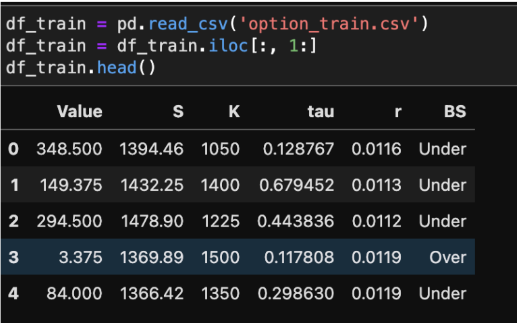 df_train = pd.read_csv('option_train.csv')
df_train = df_train.iloc[:, 1:]
df_train.head()
Value S K tau r BS
0 348.500 1394.46 1050 0.128767 0.0116 Under
1 149.375 1432.25 1400 0.679452 0.0113 Under
2 294.500 1478.90 1225 0.443836 0.0112 Under
3 3.375 1369.89 1500 0.117808 0.0119 Over
4 84.000 1366.42 1350 0.298630 0.0119 Under